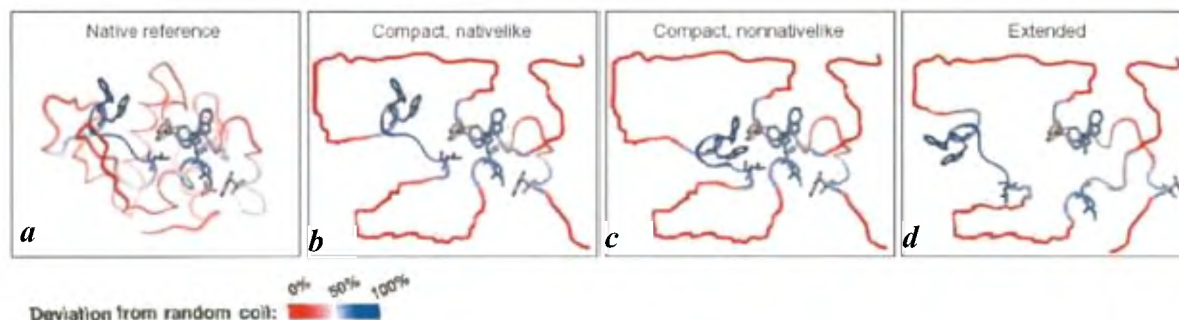 Native reference
Compact, nativelike
Compact, nonnativelike
Extended
a
b
c
d
0% 50% 100%
Deviation from random coil: